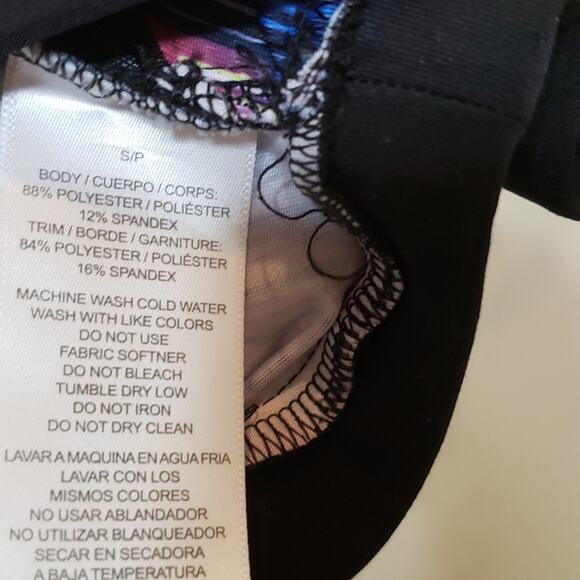 S/P
BODY / CUERPO / CORPS:
88% POLYESTER / POLIÉSTER
12% SPANDEX
TRIM / BORDE / GARNITURE:
84% POLYESTER / POLIÉSTER
16% SPANDEX
MACHINE WASH COLD WATER
WASH WITH LIKE COLORS
DO NOT USE
FABRIC SOFTNER
DO NOT BLEACH
TUMBLE DRY LOW
DO NOT IRON
DO NOT DRY CLEAN
LAVAR A MAQUINA EN AGUA FRIA
LAVAR CON LOS
MISMOS COLORES
NO USAR ABLANDADOR
NO UTILIZAR BLANQUEADOR
SECAR EN SECADORA
A BAJA TEMPERATURA